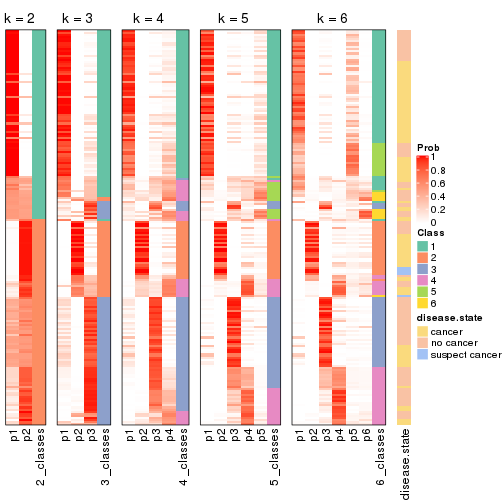 k = 2 k = 3 k = 4 k = 5 k = 6
Prob
1
0.8
0.6
0.4
0.2
0
Class
1
2
3
4
5
6
disease.state
cancer
no cancer
suspect cancer
p1 p2 2_classes p1 p2 p3 3_classes p1 p2 p3 p4 4_classes p1 p2 p3 p4 p5 5_classes p1 p2 p3 p4 p5 p6 6_classes disease.state